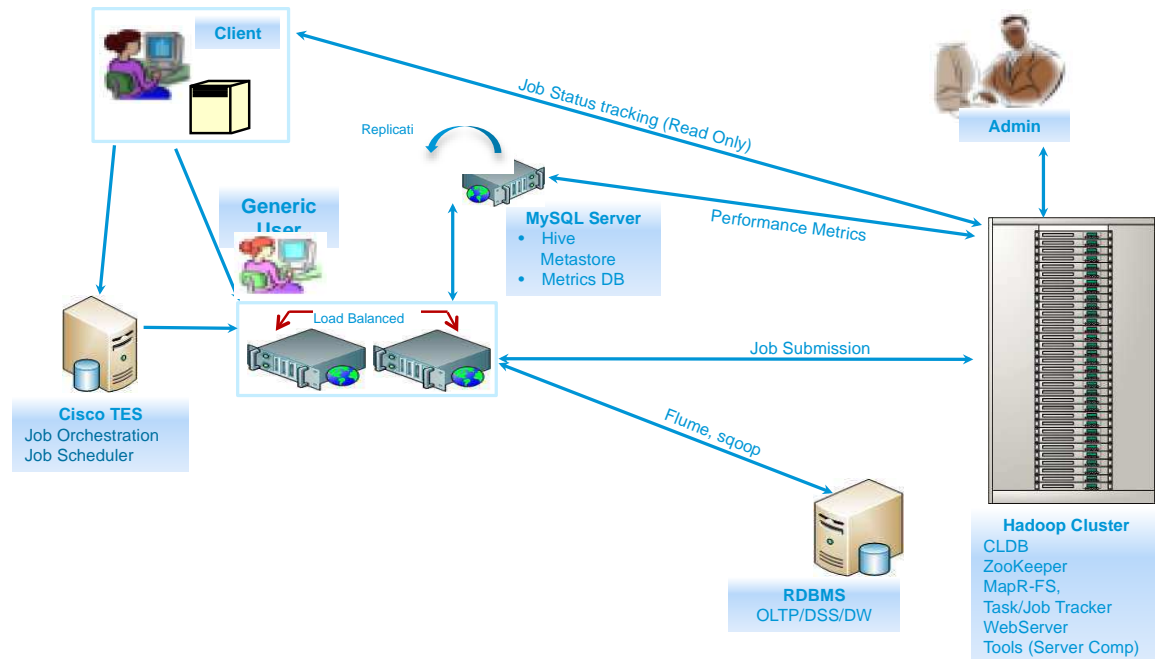 Client
Job Status tracking (Read Only)
Admin
Replicati
Generic
User
MySQL Server
• Hive
Metastore
• Metrics DB
Performance Metrics
Load Balanced
Job Submission
Cisco TES
Job Orchestration
Job Scheduler
Flume, sqoop
RDBMS
OLTP/DSS/DW
Hadoop Cluster
CLDB
ZooKeeper
MapR-FS,
Task/Job Tracker
WebServer
Tools (Server Comp)